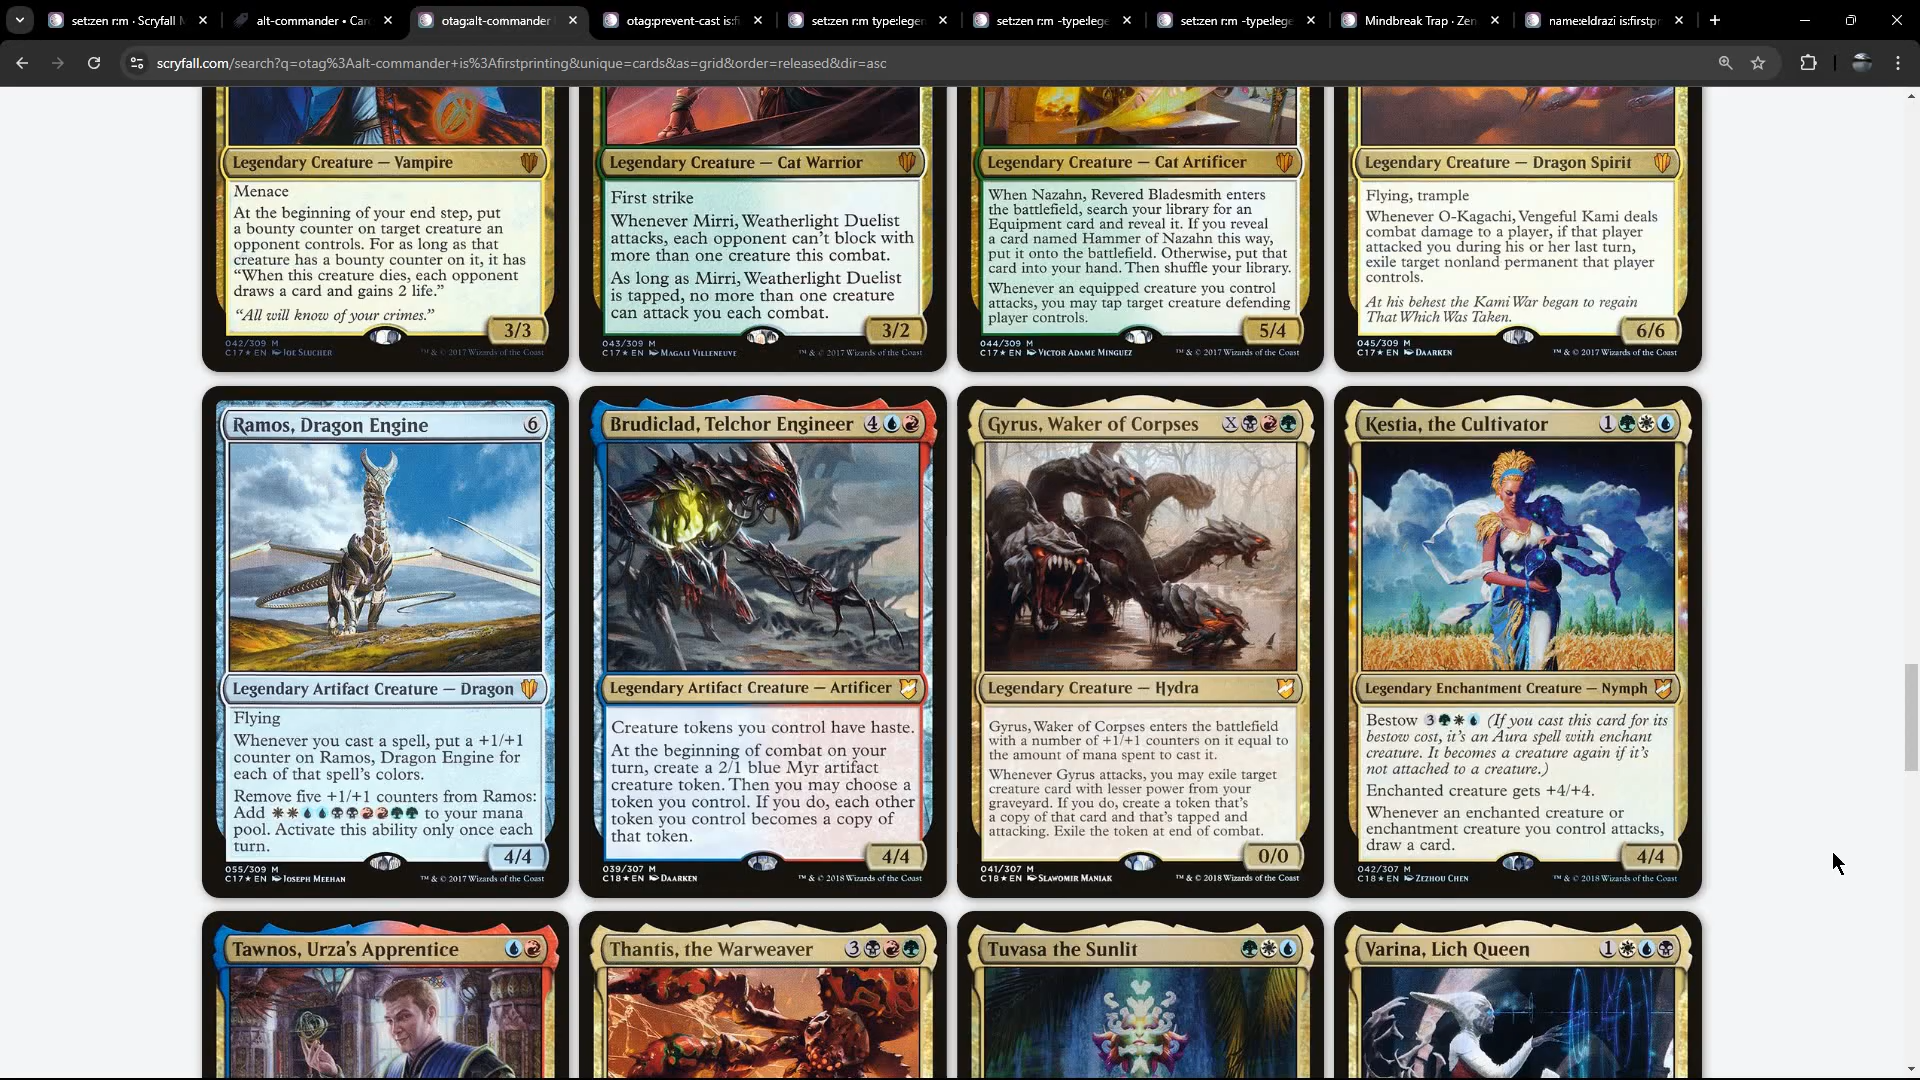 set:zen r:m · Scryfall M
alt-commander • Car
otag:alt-commander
otag:prevent-cast is:fi
set:zen r:m type:legen
set:zen r:m -type:lege
set:zen r:m -type:lege
Mindbreak Trap · Zen
name:eldrazi is:firstpr
scryfall.com/search?q=otag%3Aalt-commander+is%3Afirstprinting&unique=cards&as=grid&order=released&dir=asc
Legendary Creature — Vampire
Menace
At the beginning of your end step, put
a bounty counter on target creature an
opponent controls. For as long as that
creature has a bounty counter on it, it has
“When this creature dies, each opponent
draws a card and gains 2 life.”
“All will know of your crimes.”
3/3
042/309 M
C17 ★ EN Joe Slucher
™ & © 2017 Wizards of the Coast
Legendary Creature — Cat Warrior
First strike
Whenever Mirri, Weatherlight Duelist
attacks, each opponent can’t block with
more than one creature this combat.
As long as Mirri, Weatherlight Duelist
is tapped, no more than one creature
can attack you each combat.
3/2
043/309 M
C17 ★ EN Magali Villeneuve
™ & © 2017 Wizards of the Coast
Legendary Creature — Cat Artificer
When Nazahn, Revered Bladesmith enters
the battlefield, search your library for an
Equipment card and reveal it. If you reveal
a card named Hammer of Nazahn this way,
put it onto the battlefield. Otherwise, put that
card into your hand. Then shuffle your library.
Whenever an equipped creature you control
attacks, you may tap target creature defending
player controls.
5/4
044/309 M
C17 ★ EN Victor Adame Minguez
™ & © 2017 Wizards of the Coast
Legendary Creature — Dragon Spirit
Flying, trample
Whenever O-Kagachi, Vengeful Kami deals
combat damage to a player, if that player
attacked you during his or her last turn,
exile target nonland permanent that player
controls.
At his behest the Kami War began to regain
That Which Was Taken.
6/6
045/309 M
C17 ★ EN Daarken
™ & © 2017 Wizards of the Coast
Ramos, Dragon Engine 6
Legendary Artifact Creature — Dragon
Flying
Whenever you cast a spell, put a +1/+1
counter on Ramos, Dragon Engine for
each of that spell’s colors.
Remove five +1/+1 counters from Ramos:
Add to your mana
pool. Activate this ability only once each
turn.
4/4
055/309 M
C17 ★ EN Joseph Meehan
™ & © 2017 Wizards of the Coast
Brudiclad, Telchor Engineer 4
Legendary Artifact Creature — Artificer
Creature tokens you control have haste.
At the beginning of combat on your
turn, create a 2/1 blue Myr artifact
creature token. Then you may choose a
token you control. If you do, each other
token you control becomes a copy of
that token.
4/4
039/307 M
C18 ★ EN Daarken
™ & © 2018 Wizards of the Coast
Gyrus, Waker of Corpses X
Legendary Creature — Hydra
Gyrus, Waker of Corpses enters the battlefield
with a number of +1/+1 counters on it equal to
the amount of mana spent to cast it.
Whenever Gyrus attacks, you may exile target
creature card with lesser power from your
graveyard. If you do, create a token that’s
a copy of that card and that’s tapped and
attacking. Exile the token at end of combat.
0/0
041/307 M
C18 ★ EN Slawomir Maniak
™ & © 2018 Wizards of the Coast
Kestia, the Cultivator 1
Legendary Enchantment Creature — Nymph
Bestow 3 (If you cast this card for its
bestow cost, it’s an Aura spell with enchant
creature. It becomes a creature again if it’s
not attached to a creature.)
Enchanted creature gets +4/+4.
Whenever an enchanted creature or
enchantment creature you control attacks,
draw a card.
4/4
042/307 M
C18 ★ EN Zezhou Chen
™ & © 2018 Wizards of the Coast
Tawnos, Urza’s Apprentice
Thantis, the Warweaver 3
Tuvasa the Sunlit
Varina, Lich Queen 1